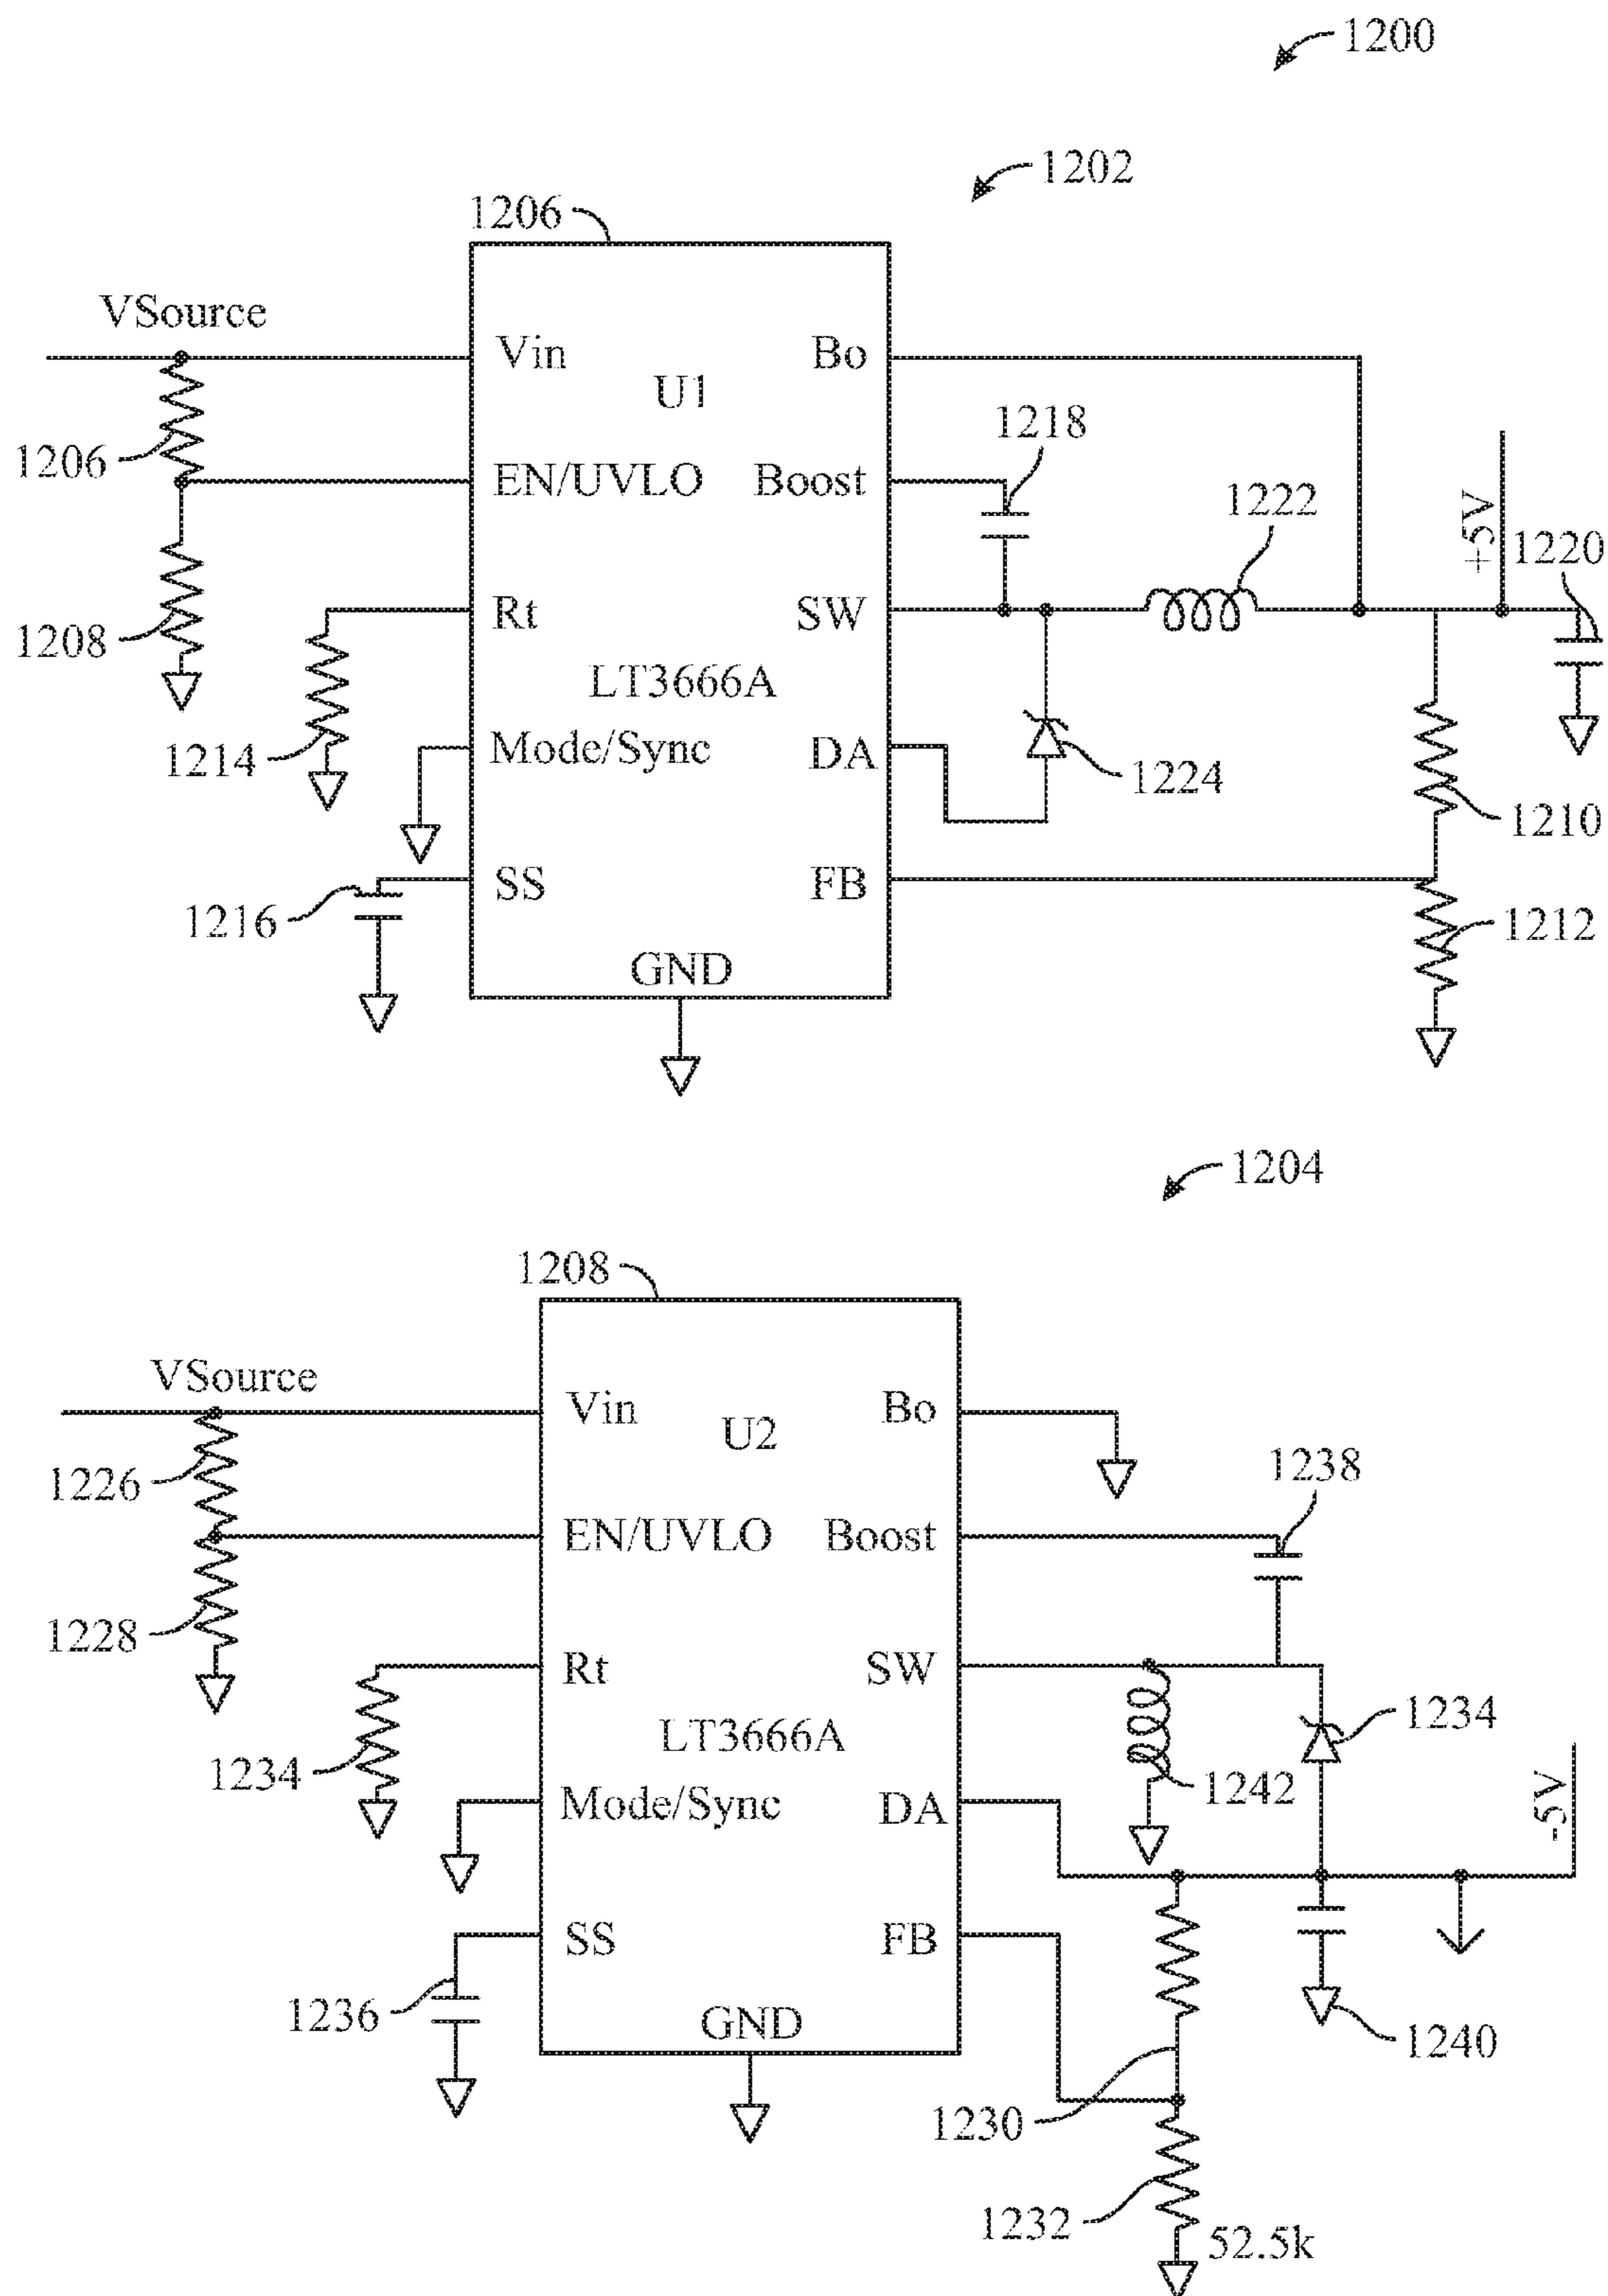 1200
1202
1206
VSource
Vin
Bo
U1
1218
1206
EN/UVLO
Boost
1222
+5V
1220
1208
Rt
SW
LT3666A
1214
Mode/Sync
DA
1224
1210
1216
SS
FB
1212
GND
1204
1208
VSource
Vin
Bo
U2
1226
1238
EN/UVLO
Boost
1228
Rt
SW
1234
LT3666A
1234
1242
-5V
Mode/Sync
DA
SS
FB
1236
GND
1240
1230
1232
52.5k